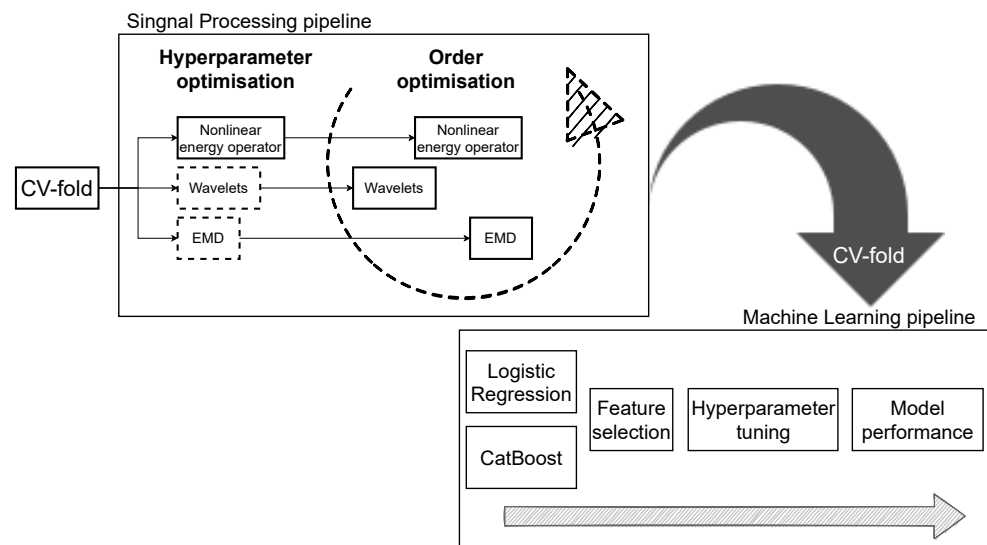 Singnal Processing pipeline
Hyperparameter
optimisation
Order
optimisation
Nonlinear
energy operator
Nonlinear
energy operator
CV-fold
Wavelets
Wavelets
EMD
EMD
CV-fold
Machine Learning pipeline
Logistic
Regression
CatBoost
Feature
selection
Hyperparameter
tuning
Model
performance